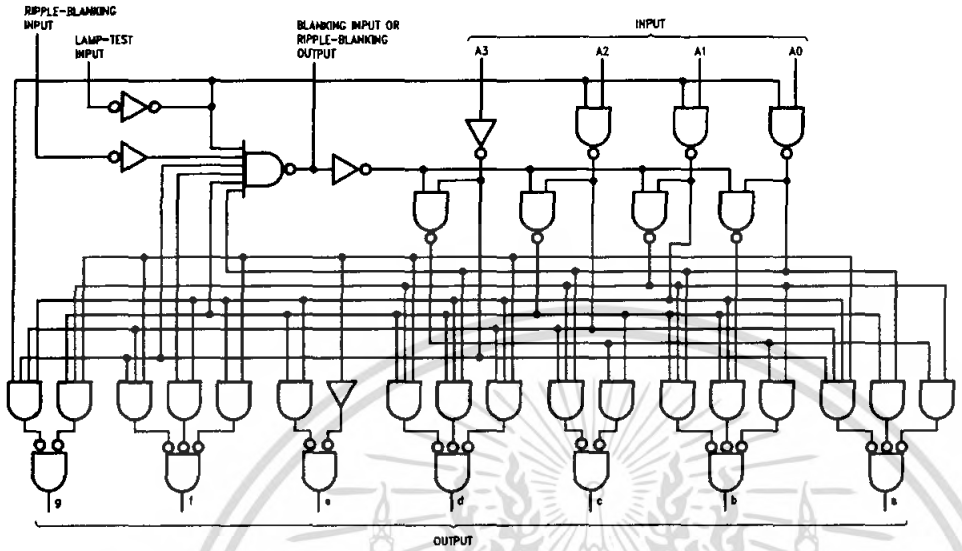 RIPPLE-BLANKING
INPUT
LAMP-TEST
INPUT
BLANKING INPUT OR
RIPPLE-BLANKING
OUTPUT
INPUT
A3 A2 A1 A0
g f e d c b a
OUTPUT